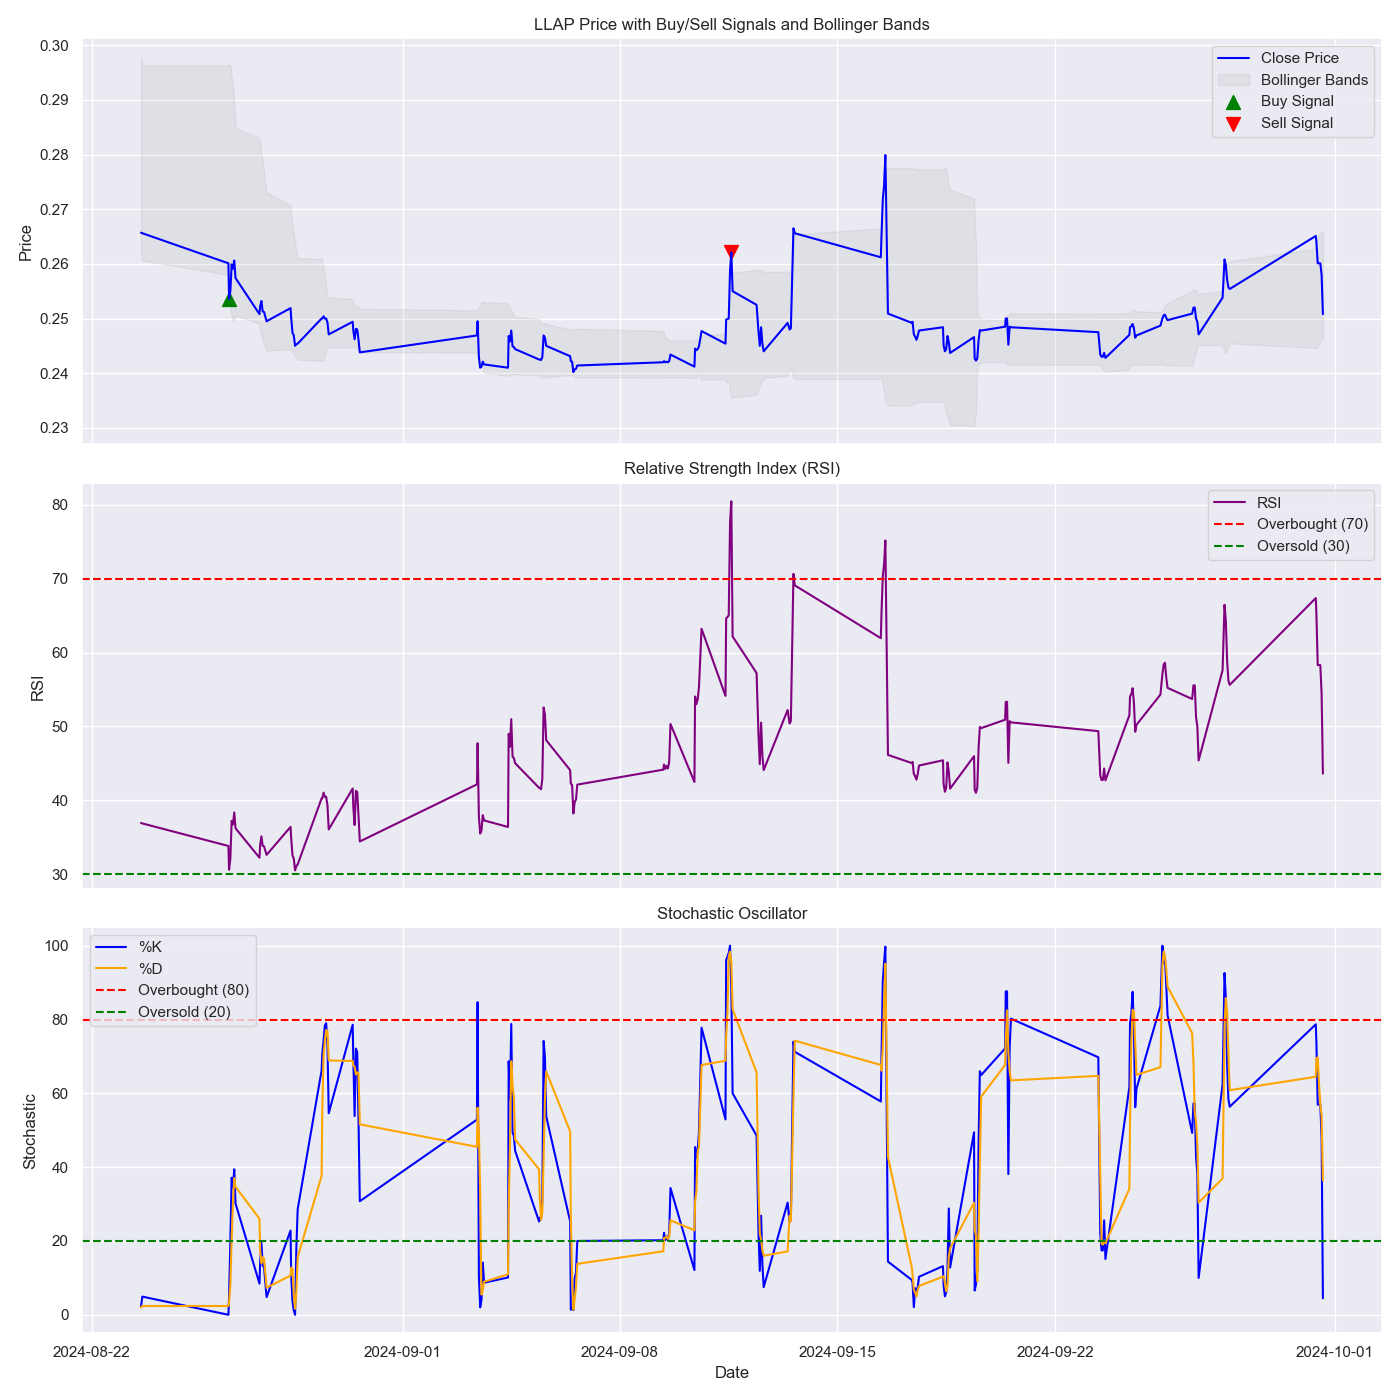 LLAP Price with Buy/Sell Signals and Bollinger Bands
0.30
0.29
0.28
0.27
0.26
0.25
0.24
0.23
Price
Close Price
Bollinger Bands
Buy Signal
Sell Signal
Relative Strength Index (RSI)
80
70
60
50
40
30
RSI
RSI
Overbought (70)
Oversold (30)
Stochastic Oscillator
100
80
60
40
20
0
Stochastic
%K
%D
Overbought (80)
Oversold (20)
2024-08-22
2024-09-01
2024-09-08
2024-09-15
2024-09-22
2024-10-01
Date